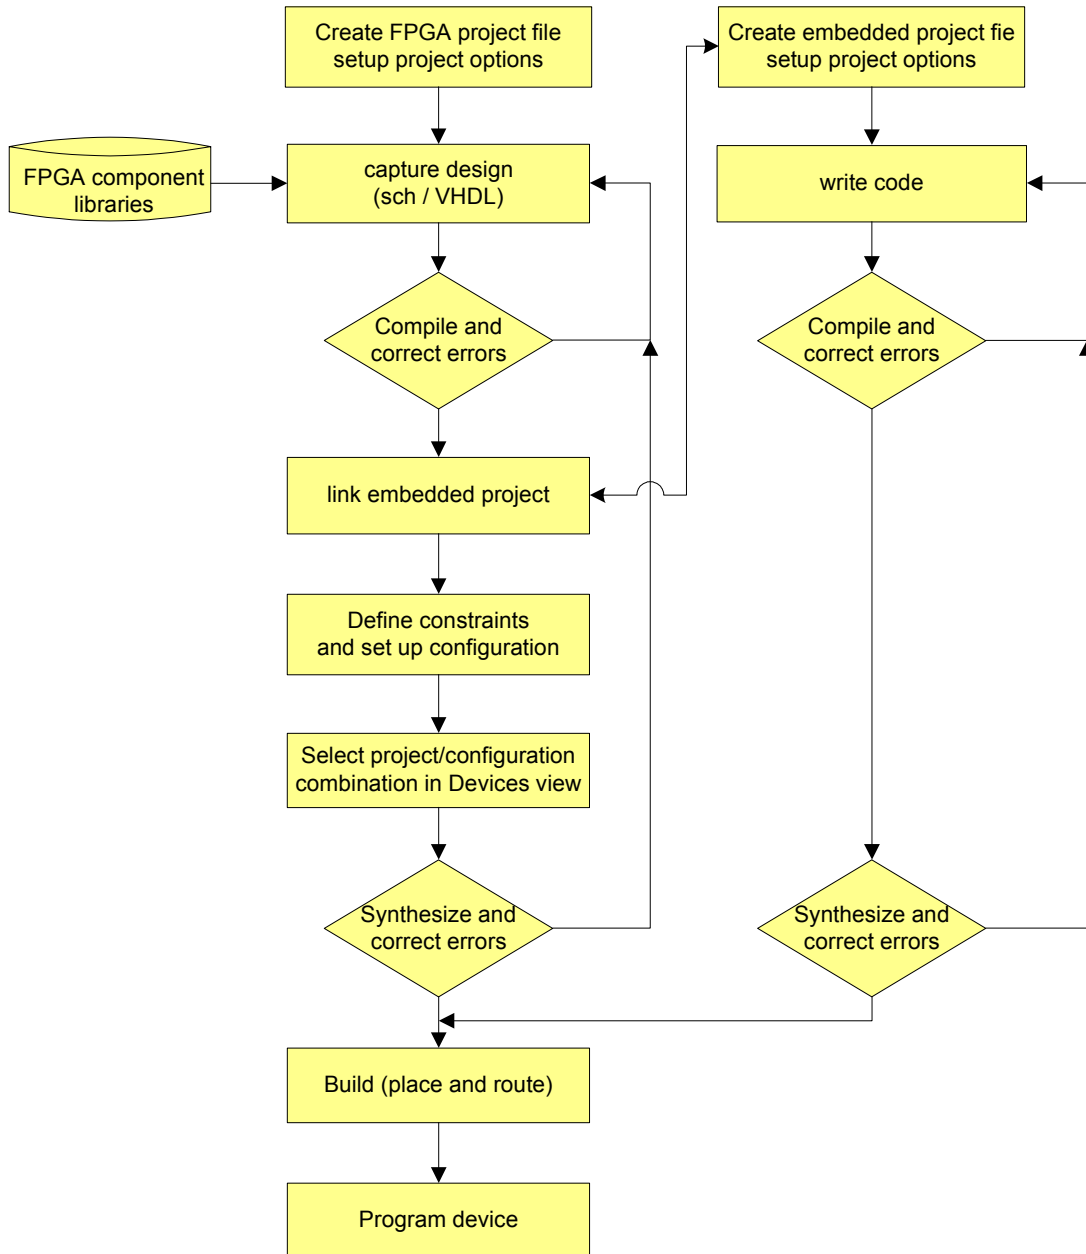 Create FPGA project file
setup project options
Create embedded project fie
setup project options
FPGA component
libraries
capture design
(sch / VHDL)
write code
Compile and
correct errors
Compile and
correct errors
link embedded project
Define constraints
and set up configuration
Select project/configuration
combination in Devices view
Synthesize and
correct errors
Synthesize and
correct errors
Build (place and route)
Program device